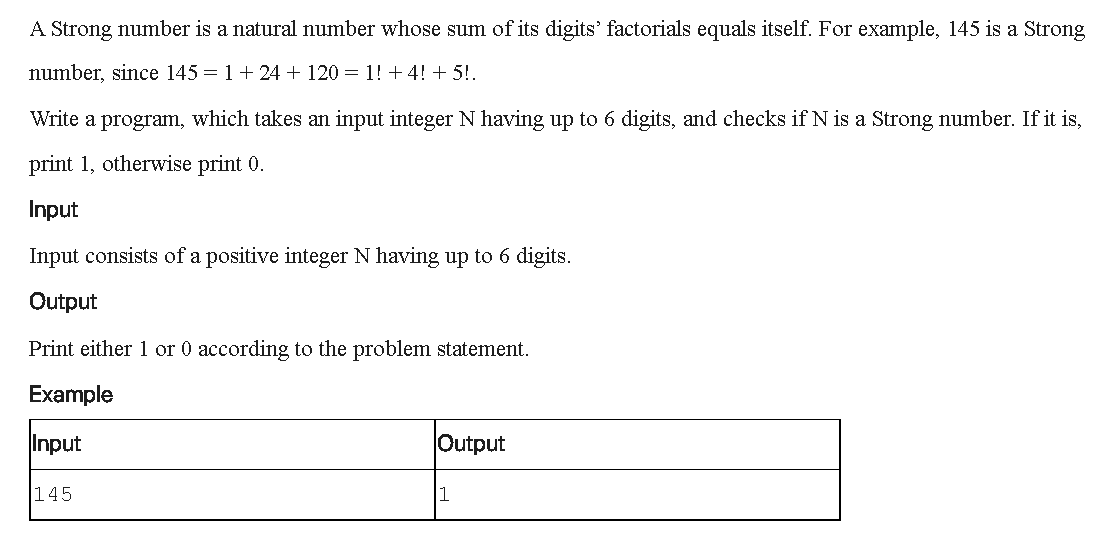 A Strong number is a natural number whose sum of its digits’ factorials equals itself. For example, 145 is a Strong
number, since 145 = 1 + 24 + 120 = 1! + 4! + 5!.
Write a program, which takes an input integer N having up to 6 digits, and checks if N is a Strong number. If it is,
print 1, otherwise print 0.
Input
Input consists of a positive integer N having up to 6 digits.
Output
Print either 1 or 0 according to the problem statement.
Example
Input Output
145 1